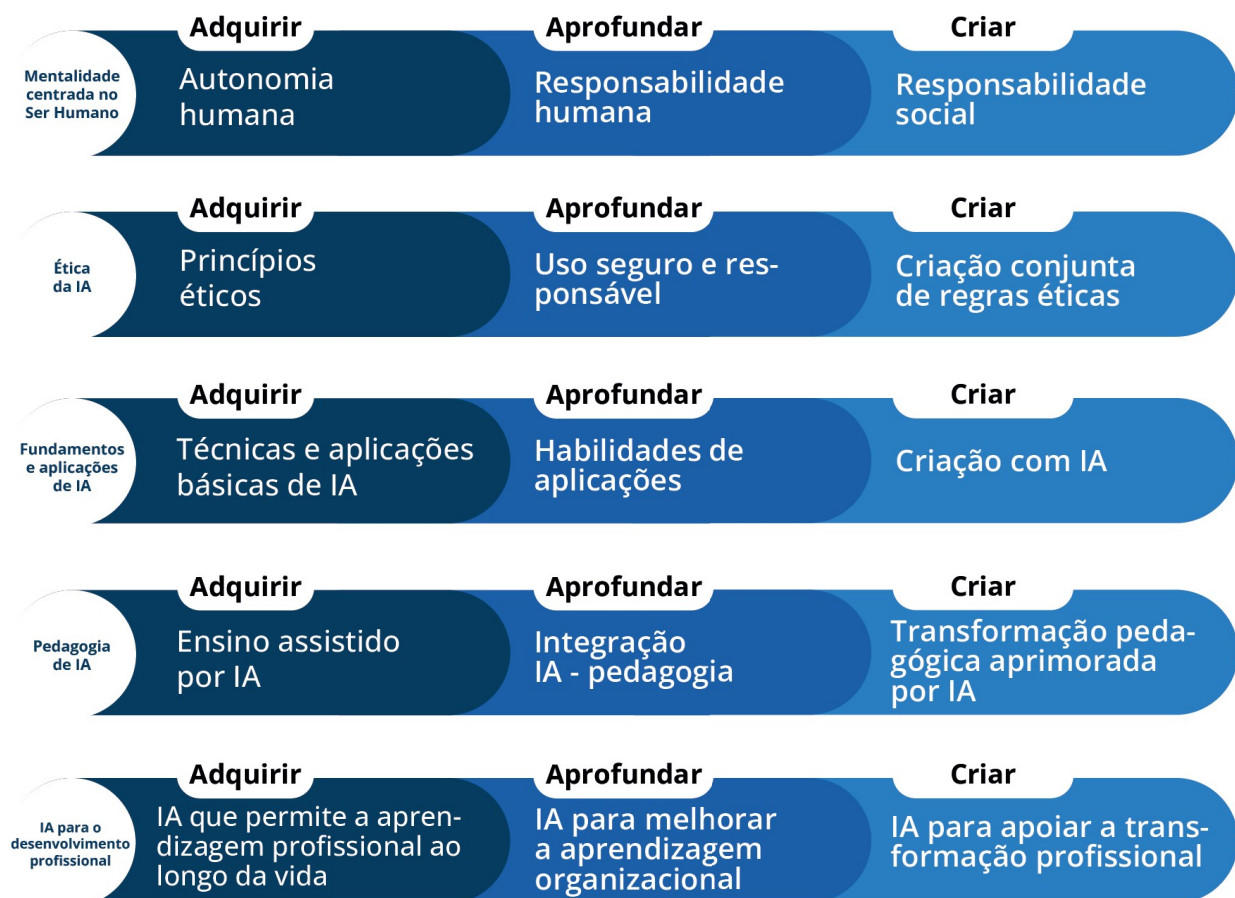 Mentalidade
centrada no
Ser Humano
Adquirir
Autonomia
humana
Aprofundar
Responsabilidade
humana
Criar
Responsabilidade
social
Ética
da IA
Adquirir
Princípios
éticos
Aprofundar
Uso seguro e res-
ponsável
Criar
Criação conjunta
de regras éticas
Fundamentos
e aplicações
de IA
Adquirir
Técnicas e aplicações
básicas de IA
Aprofundar
Habilidades de
aplicações
Criar
Criação com IA
Pedagogia
de IA
Adquirir
Ensino assistido
por IA
Aprofundar
Integração
IA - pedagogia
Criar
Transformação peda-
gógica aprimorada
por IA
IA para o
desenvolvimento
profissional
Adquirir
IA que permite a apren-
dizagem profissional ao
longo da vida
Aprofundar
IA para melhorar
a aprendizagem
organizacional
Criar
IA para apoiar a trans-
formação profissional